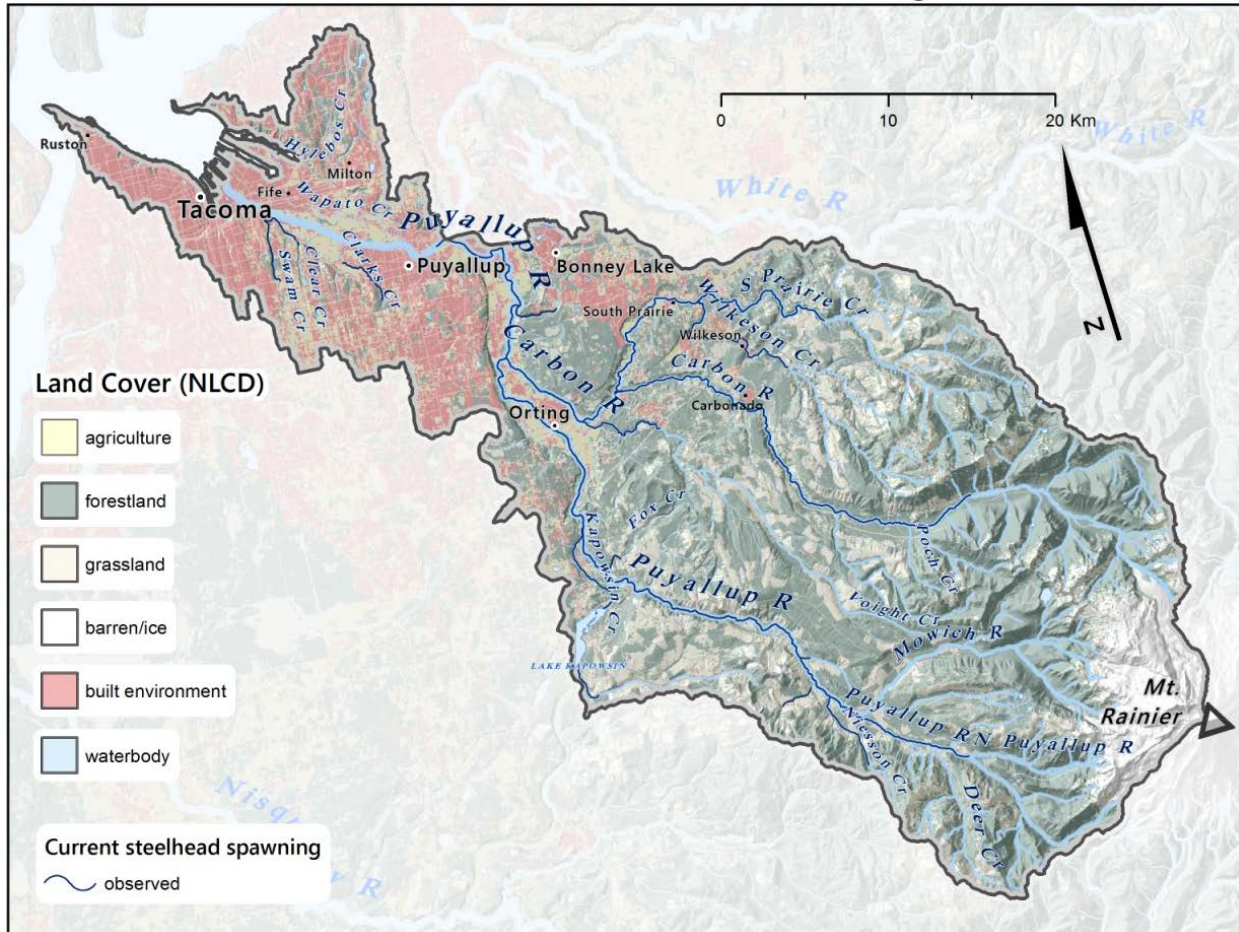 0 10 20 Km
White R
White R
N
Ruston
Tacoma
Fife
Hylebos Cr
Milton
Wapato Cr
Puyallup R
Swam Cr
Clear Cr
Clarks Cr
Puyallup
Bonney Lake
South Prairie
S Prairie Cr
Wilkeson Cr
Wilkeson
Carbon R
Carbon R
Carbonado
Orting
Fox Cr
Kapowsin Cr
Puyallup R
Poch Cr
Voight Cr
Mowich R
LAKE KAPOWSIN
Mt.
Rainier
Puyallup R
N Puyallup R
Niesson Cr
Deer Cr
Land Cover (NLCD)
agriculture
forestland
grassland
barren/ice
built environment
waterbody
Current steelhead spawning
observed